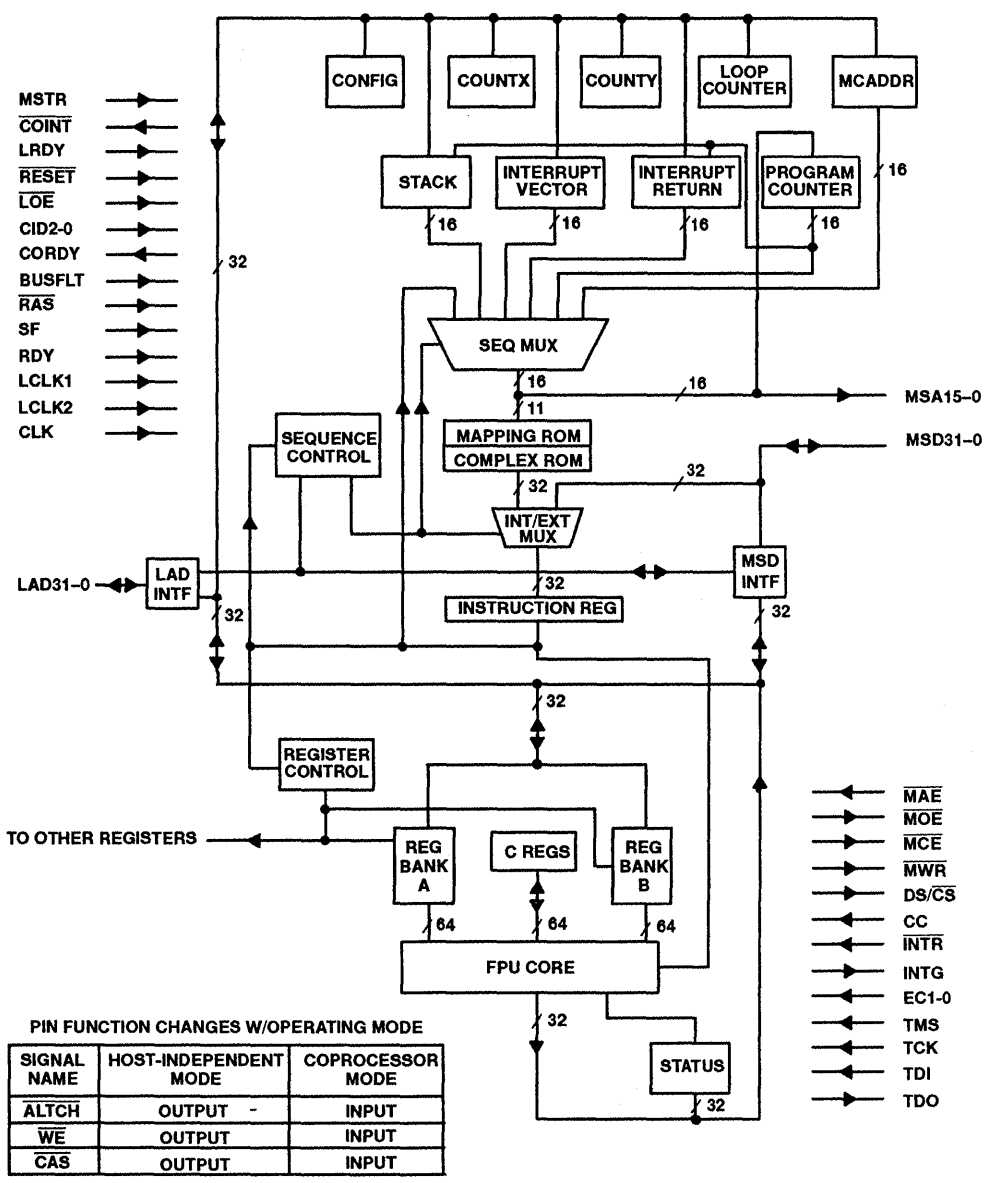 CONFIG
COUNTX
COUNTY
LOOP
COUNTER
MCADDR
MSTR
COINT
LRDY
RESET
LOE
CID2-0
CORDY
BUSFLT
RAS
SF
RDY
LCLK1
LCLK2
CLK
32
STACK
INTERRUPT
VECTOR
INTERRUPT
RETURN
PROGRAM
COUNTER
16
16
16
16
16
SEQ MUX
16
16
11
MSA15–0
MSD31–0
SEQUENCE
CONTROL
MAPPING ROM
COMPLEX ROM
32
32
INT/EXT
MUX
LAD31–0
LAD
INTF
32
MSD
INTF
32
32
INSTRUCTION REG
32
REGISTER
CONTROL
TO OTHER REGISTERS
REG
BANK
A
C REGS
REG
BANK
B
64
64
64
FPU CORE
32
STATUS
32
MAE
MOE
MCE
MWR
DS/CS
CC
INTR
INTG
EC1-0
TMS
TCK
TDI
TDO
PIN FUNCTION CHANGES W/OPERATING MODE
SIGNAL NAME HOST-INDEPENDENT MODE COPROCESSOR MODE
ALTCH OUTPUT - INPUT
WE OUTPUT INPUT
CAS OUTPUT INPUT